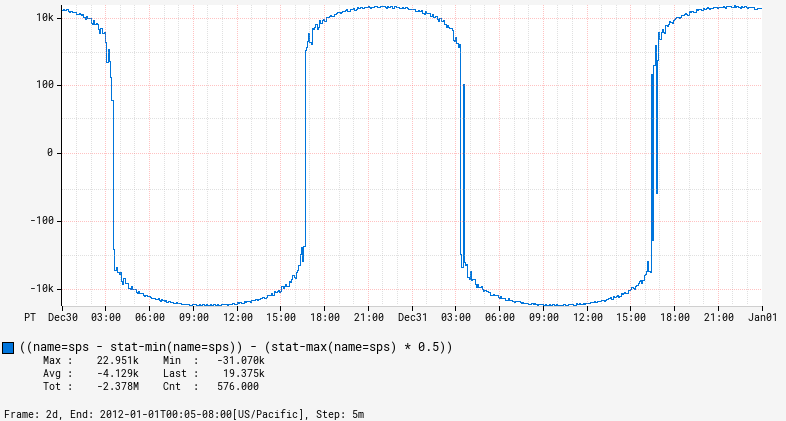 10k
100
0
-100
-10k
PT Dec30 03:00 06:00 09:00 12:00 15:00 18:00 21:00 Dec31 03:00 06:00 09:00 12:00 15:00 18:00 21:00 Jan01
((name=sps - stat-min(name=sps)) - (stat-max(name=sps) * 0.5))
Max : 22.951k Min : -31.070k
Avg : -4.129k Last : 19.375k
Tot : -2.378M Cnt : 576.000
Frame: 2d, End: 2012-01-01T00:05-08:00[US/Pacific], Step: 5m